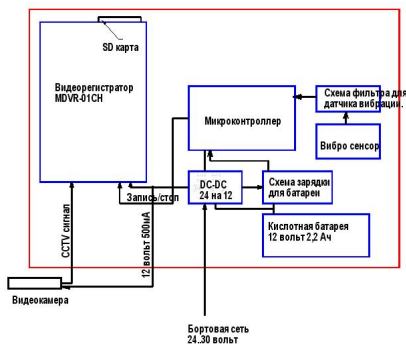 SD карта
Видеорегистратор
MDVR-01CH
Микроконтроллер
Схема фильтра для
датчика вибрации.
Вибро сенсор
DC-DC
24 на 12
Схема зарядки
для батареи
Запись/стоп
Кислотная батарея
12 вольт 2,2 Ач
CCTV сигнал
12 вольт 500мА
Видеокамера
Бортовая сеть
24..30 вольт